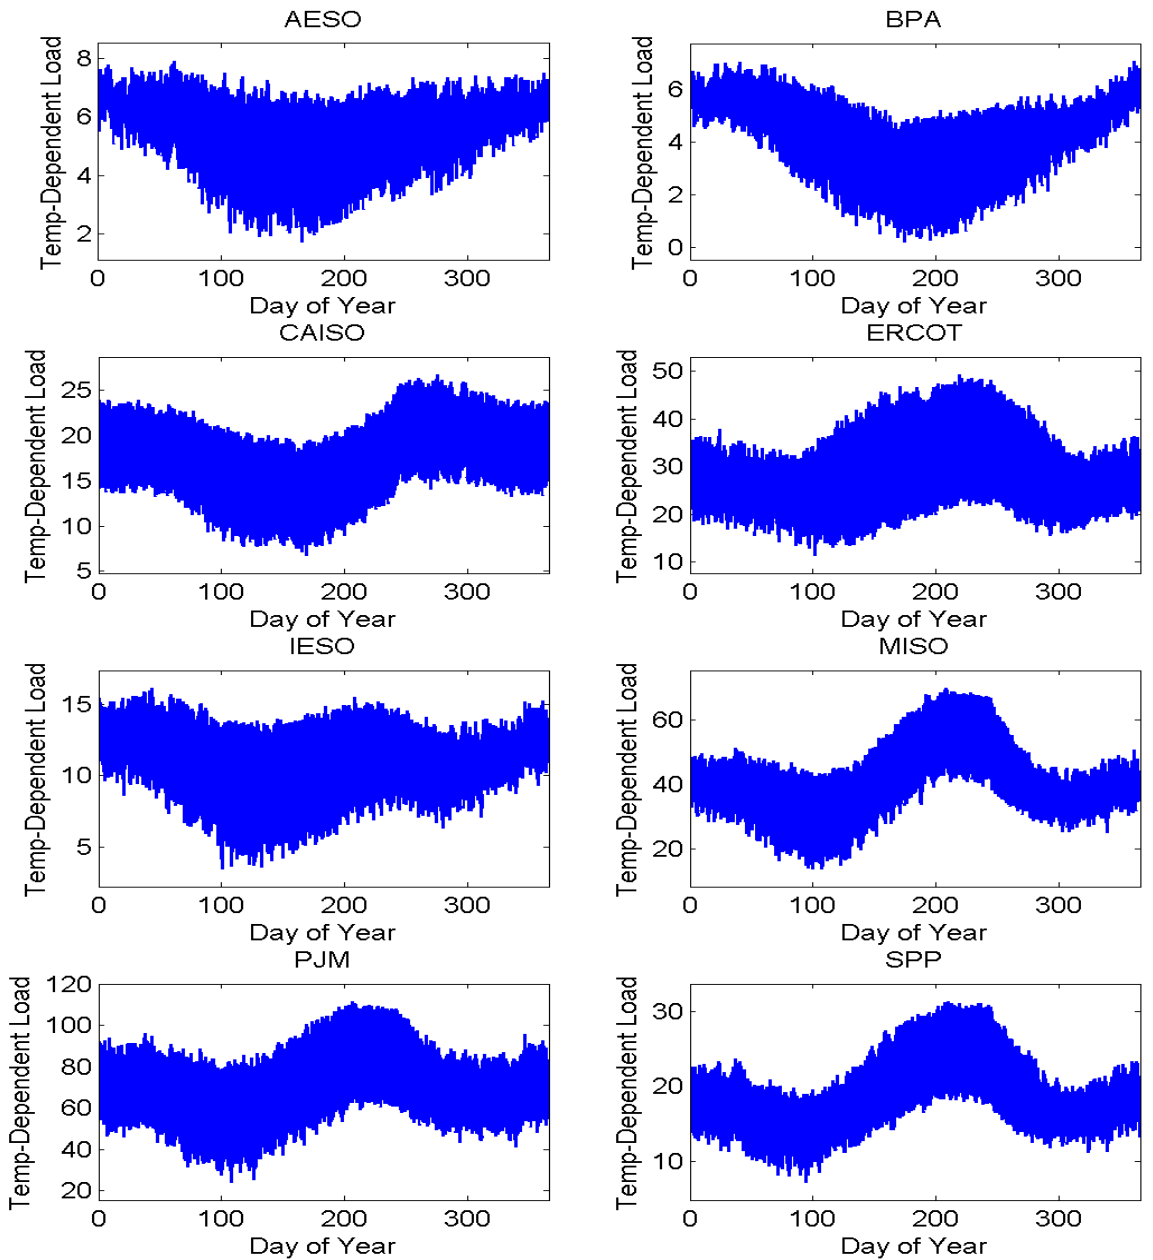 AESO
Temp-Dependent Load
8
6
4
2
0 100 200 300
Day of Year
BPA
Temp-Dependent Load
6
4
2
0
0 100 200 300
Day of Year
CAISO
Temp-Dependent Load
25
20
15
10
5
0 100 200 300
Day of Year
ERCOT
Temp-Dependent Load
50
40
30
20
10
0 100 200 300
Day of Year
IESO
Temp-Dependent Load
15
10
5
0 100 200 300
Day of Year
MISO
Temp-Dependent Load
60
40
20
0 100 200 300
Day of Year
PJM
Temp-Dependent Load
120
100
80
60
40
20
0 100 200 300
Day of Year
SPP
Temp-Dependent Load
30
20
10
0 100 200 300
Day of Year